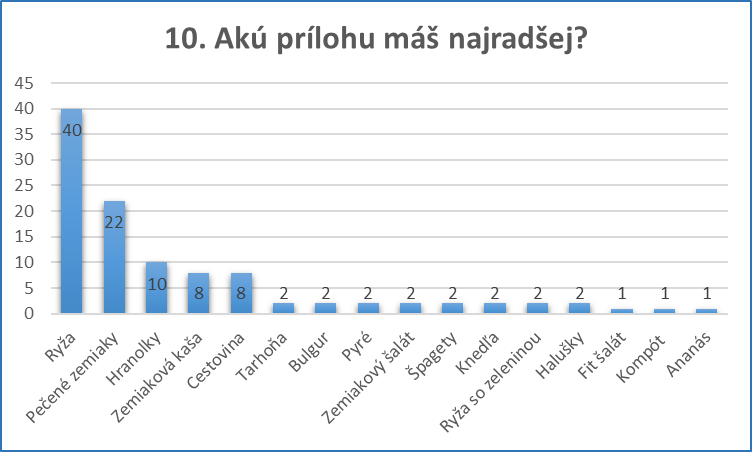 10. Akú prílohu máš najradšej?
45
40
35
30
25
20
15
10
5
0
40
22
10
8
8
2
2
2
2
2
2
2
2
1
1
1
Ryža
Pečené zemiaky
Hranolky
Zemiaková kaša
Cestovina
Tarhoňa
Bulgur
Pyré
Zemiakový šalát
Špagety
Knedľa
Ryža so zeleninou
Halušky
Fit šalát
Kompót
Ananás